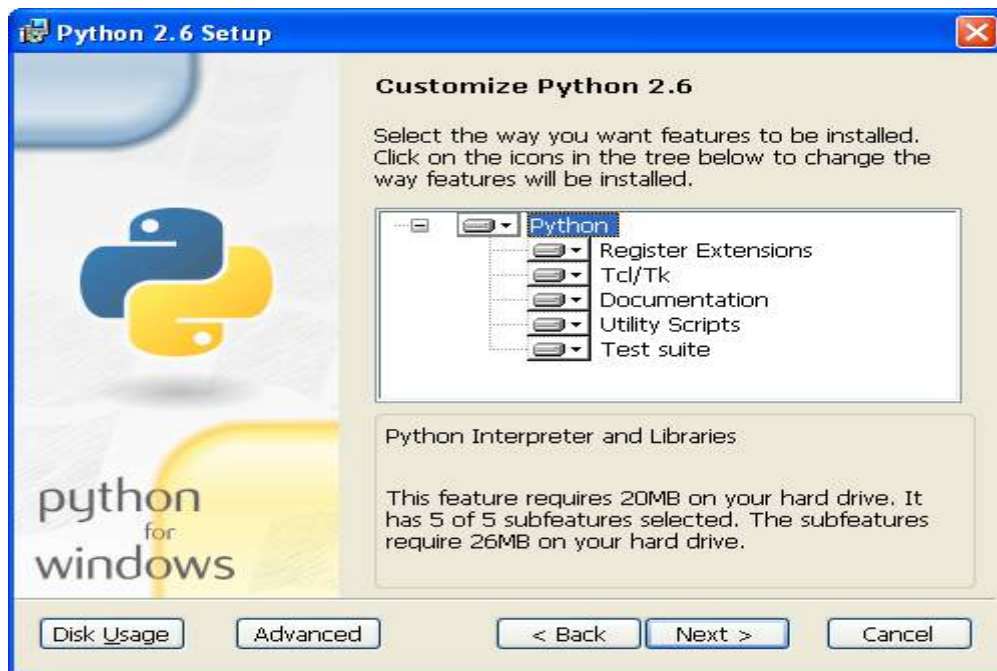 Python 2.6 Setup
Customize Python 2.6
Select the way you want features to be installed.
Click on the icons in the tree below to change the
way features will be installed.
Python
Register Extensions
Tcl/Tk
Documentation
Utility Scripts
Test suite
Python Interpreter and Libraries
This feature requires 20MB on your hard drive. It
has 5 of 5 subfeatures selected. The subfeatures
require 26MB on your hard drive.
python
for
windows
Disk Usage
Advanced
< Back
Next >
Cancel